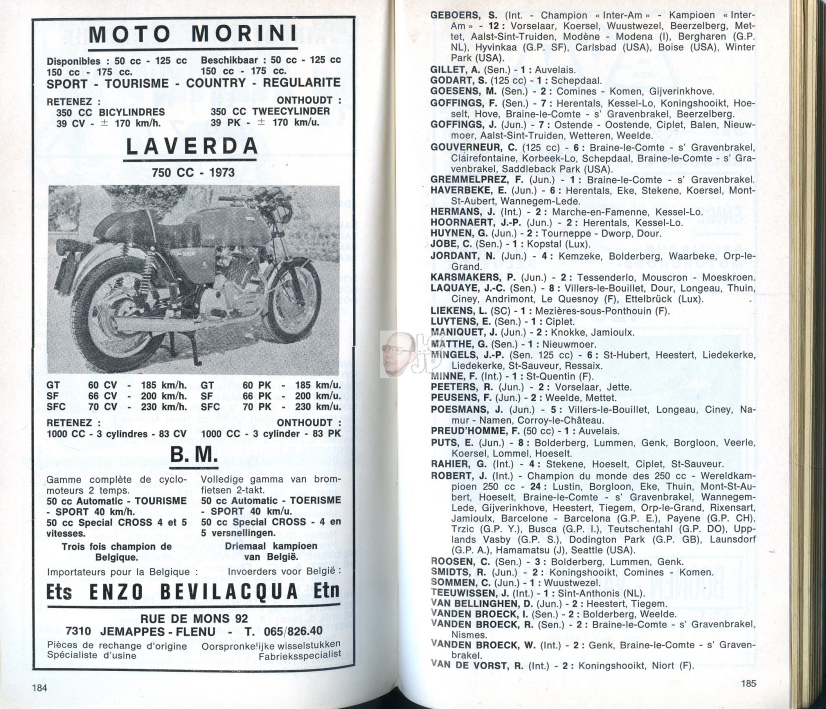 MOTO MORINI
Disponibles : 50 cc - 125 cc
150 cc - 175 cc.
Beschikbaar : 50 cc - 125 cc
150 cc - 175 cc.
SPORT - TOURISME - COUNTRY - REGULARITE
RETENEZ :
350 CC BICYLINDRES
39 CV - ± 170 km/h.
ONTHOUDT :
350 CC TWEECYLINDER
39 PK - ± 170 km/u.
LAVERDA
750 CC - 1973
GT 60 CV - 185 km/h.
SF 66 CV - 200 km/h.
SFC 70 CV - 230 km/h.
GT 60 PK - 185 km/u.
SF 66 PK - 200 km/u.
SFC 70 PK - 230 km/u.
RETENEZ :
1000 CC - 3 cylindres - 83 CV
ONTHOUDT :
1000 CC - 3 cylinder - 83 PK
B.M.
Gamme complète de cyclo-
moteurs 2 temps.
50 cc Automatic - TOURISME
- SPORT 40 km/h.
50 cc Special CROSS 4 et 5
vitesses.
Trois fois champion de
Belgique.
Volledige gamma van brom-
fietsen 2-takt.
50 cc Automatic - TOERISME
- SPORT 40 km/u.
50 cc Special CROSS - 4 en
5 versnellingen.
Driemaal kampioen
van België.
Importateurs pour la Belgique :
Invoerders voor België :
Ets ENZO BEVILACQUA Etn
RUE DE MONS 92
7310 JEMAPPES - FLENU - T. 065/826.40
Pièces de rechange d'origine
Spécialiste d'usine
Oorspronkelijke wisselstukken
Fabrieksspecialist
184
GEBOERS, S. (Int. - Champion « Inter-Am » - Kampioen « Inter-
Am » - 12 : Vorselaar, Koersel, Wuustwezel, Beerzelberg, Met-
tet, Aalst-Sint-Truiden, Modène - Modena (I), Bergharen (G.P.
NL), Hyvinkaa (G.P. SF), Carlsbad (USA), Boise (USA), Winter
Park (USA).
GILLET, A. (Sen.) - 1 : Auvelais.
GODART, S. (125 cc) - 1 : Schepdaal.
GOESENS, M. (Sen.) - 2 : Comines - Komen, Gijverinkhove.
GOFFINGS, F. (Sen.) - 7 : Herentals, Kessel-Lo, Koningshooikt, Hoe-
selt, Hove, Braine-le-Comte - s' Gravenbrakel, Beerzelberg.
GOFFINGS, J. (Jun.) - 7 : Ostende - Oostende, Ciplet, Balen, Nieuw-
moer, Aalst-Sint-Truiden, Wetteren, Weelde.
GOUVERNEUR, C. (125 cc) - 6 : Braine-le-Comte - s' Gravenbrakel,
Clairefontaine, Korbeek-Lo, Schepdaal, Braine-le-Comte - s' Gra-
venbrakel, Saddleback Park (USA).
GREMMELPREZ, F. (Jun.) - 1 : Braine-le-Comte - s' Gravenbrakel.
HAVERBEKE, E. (Jun.) - 6 : Herentals, Eke, Stekene, Koersel, Mont-
St-Aubert, Wannegem-Lede.
HERMANS, J. (Int.) - 2 : Marche-en-Famenne, Kessel-Lo.
HOORNAERT, J.-P. (Jun.) - 2 : Herentals, Kessel-Lo.
HUYNEN, G. (Jun.) - 2 : Tourneppe - Dworp, Dour.
JOBE, C. (Sen.) - 1 : Kopstal (Lux).
JORDANT, N. (Jun.) - 4 : Kemzeke, Bolderberg, Waarbeke, Orp-le-
Grand.
KARSMAKERS, P. (Jun.) - 2 : Tessenderlo, Mouscron - Moeskroen.
LAQUAYE, J.-C. (Sen.) - 8 : Villers-le-Bouillet, Dour, Longeau, Thuin,
Ciney, Andrimont, Le Quesnoy (F), Ettelbrück (Lux).
LIEKENS, L. (SC) - 1 : Mezières-sous-Ponthouin (F).
LUYTENS, E. (Sen.) - 1 : Ciplet.
MANIQUET, J. (Jun.) - 2 : Knokke, Jamioulx.
MATTHE, G. (Sen.) - 1 : Nieuwmoer.
MINGELS, J.-P. (Sen. 125 cc) - 6 : St-Hubert, Heestert, Liedekerke,
Liedekerke, St-Sauveur, Ressaix.
MINNE, F. (Int.) - 1 : St-Quentin (F).
PEETERS, R. (Jun.) - 2 : Vorselaar, Jette.
PEUSENS, F. (Jun.) - 2 : Weelde, Mettet.
POESMANS, J. (Jun.) - 5 : Villers-le-Bouillet, Longeau, Ciney, Na-
mur - Namen, Corroy-le-Château.
PREUD'HOMME, F. (50 cc) - 1 : Auvelais.
PUTS, E. (Jun.) - 8 : Bolderberg, Lummen, Genk, Borgloon, Veerle,
Koersel, Lommel, Hoeselt.
RAHIER, G. (Int.) - 4 : Stekene, Hoeselt, Ciplet, St-Sauveur.
ROBERT, J. (Int.) - Champion du monde des 250 cc - Wereldkam-
pioen 250 cc - 24 : Lustin, Borgloon, Eke, Thuin, Mont-St-Au-
bert, Hoeselt, Braine-le-Comte - s' Gravenbrakel, Wannegem-
Lede, Gijverinkhove, Heestert, Tiegem, Orp-le-Grand, Rixensart,
Jamioulx, Barcelone - Barcelona (G.P. E.), Payene (G.P. CH),
Trzic (G.P. Y.), Busca (G.P. I.), Teutschentahl (G.P. DO), Upp-
lands Vasby (G.P. S.), Dodington Park (G.P. GB), Launsdorf
(G.P. A.), Hamamatsu (J), Seattle (USA).
ROOSEN, C. (Sen.) - 3 : Bolderberg, Lummen, Genk.
SMIDTS, R. (Jun.) - 2 : Koningshooikt, Comines - Komen.
SOMMEN, C. (Jun.) - 1 : Wuustwezel.
TEEUWISSEN, J. (Int.) - 1 : Sint-Anthonis (NL).
VAN BELLINGHEN, D. (Jun.) - 2 : Heestert, Tiegem.
VANDEN BROECK, I. (Sen.) - 2 : Bolderberg, Weelde.
VANDEN BROECK, R. (Sen.) - 2 : Braine-le-Comte - s' Gravenbrakel,
Nismes.
VANDEN BROECK, W. (Int.) - 2 : Genk, Braine-le-Comte - s' Graven-
brakel.
VAN DE VORST, R. (Int.) - 2 : Koningshooikt, Niort (F).
185